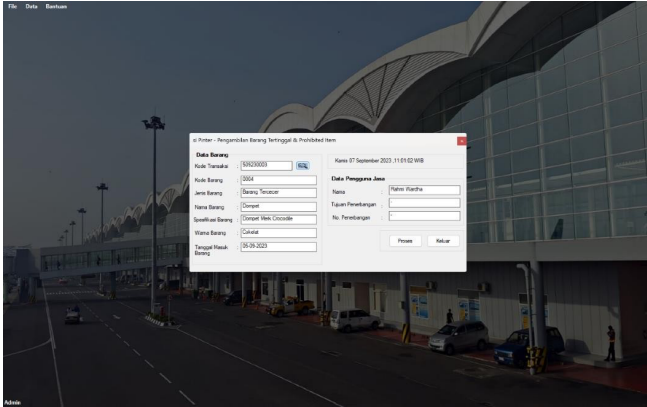 File Data Bantuan
si Pinter - Pengambilan Barang Tertinggal & Prohibited Item
Data Barang
Kode Transaksi : 505230003
Kode Barang : 0004
Jenis Barang : Barang Tercecer
Nama Barang : Dompet
Spesifikasi Barang : Dompet Merk Crocodile
Warna Barang : Cokelat
Tanggal Masuk Barang : 05-09-2023
Kamis 07 September 2023 ,11:01:02 WIB
Data Pengguna Jasa
Nama : Rahmi Wardha
Tujuan Penerbangan : -
No. Penerbangan : -
Proses Keluar
Admin